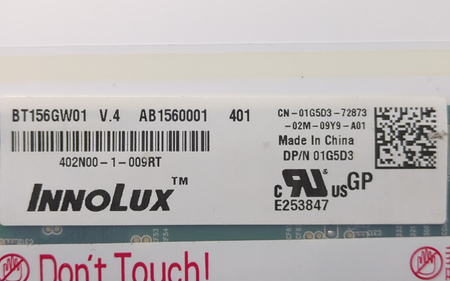 BT156GW01 V.4 AB1560001 401
402N00-1-009RT
INNOLUX™
CN-01G5D3-72873
-02M-09Y9-A01
Made In China
DP/N 01G5D3
c RU US GP
E253847
Don't Touch!